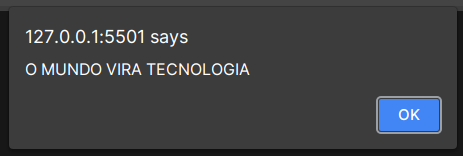 127.0.0.1:5501 says
O MUNDO VIRA TECNOLOGIA
OK